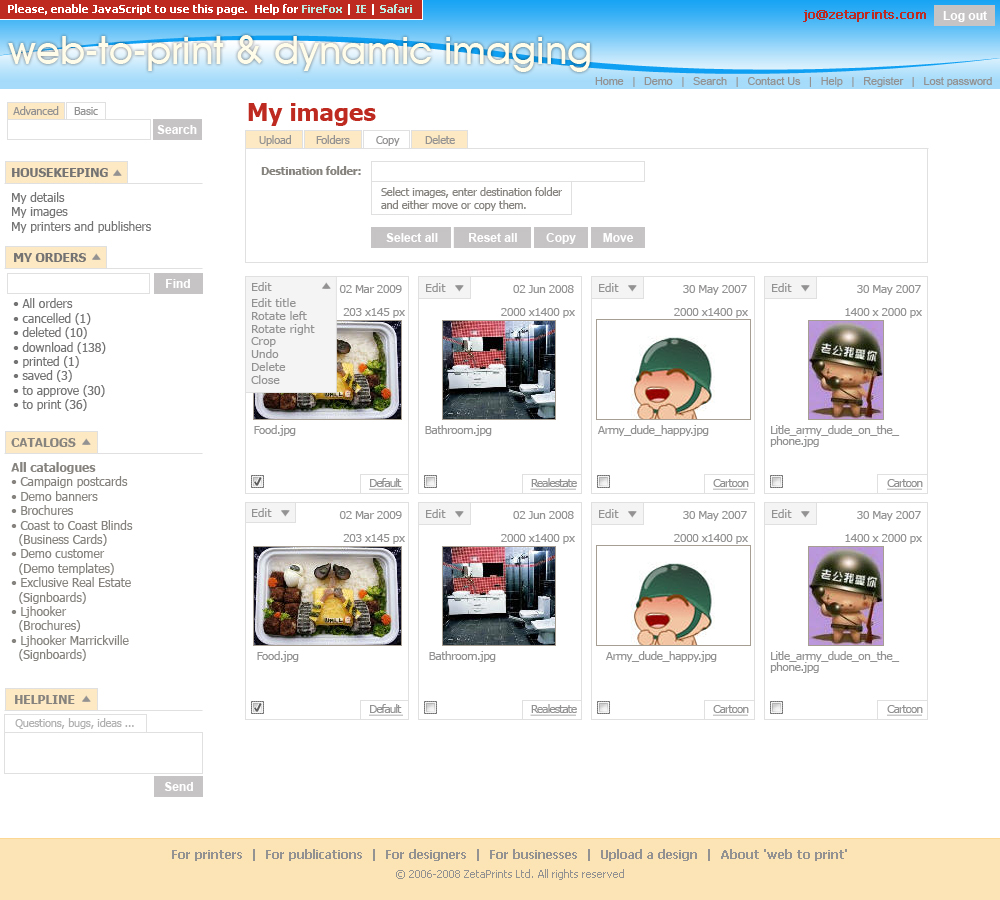 Please, enable JavaScript to use this page.  Help for FireFox | IE | Safari
jo@zetaprints.com
Log out
web-to-print & dynamic imaging
Home | Demo | Search | Contact Us | Help | Register | Lost password
Advanced
Basic
Search
HOUSEKEEPING
My details
My images
My printers and publishers
MY ORDERS
Find
• All orders
• cancelled (1)
• deleted (10)
• download (138)
• printed (1)
• saved (3)
• to approve (30)
• to print (36)
CATALOGS
All catalogues
• Campaign postcards
• Demo banners
• Brochures
• Coast to Coast Blinds
(Business Cards)
• Demo customer
(Demo templates)
• Exclusive Real Estate
(Signboards)
• Ljhooker
(Brochures)
• Ljhooker Marrickville
(Signboards)
HELPLINE
Questions, bugs, ideas ...
Send
My images
Upload
Folders
Copy
Delete
Destination folder:
Select images, enter destination folder
and either move or copy them.
Select all
Reset all
Copy
Move
Edit
Edit title
Rotate left
Rotate right
Crop
Undo
Delete
Close
02 Mar 2009
203 x145 px
Food.jpg
Default
Edit
02 Jun 2008
2000 x1400 px
Bathroom.jpg
Realestate
Edit
30 May 2007
2000 x1400 px
Army_dude_happy.jpg
Cartoon
Edit
30 May 2007
1400 x 2000 px
老公我爱你
Litle_army_dude_on_the_
phone.jpg
Cartoon
Edit
02 Mar 2009
203 x145 px
Food.jpg
Default
Edit
02 Jun 2008
2000 x1400 px
Bathroom.jpg
Realestate
Edit
30 May 2007
2000 x1400 px
Army_dude_happy.jpg
Cartoon
Edit
30 May 2007
1400 x 2000 px
老公我爱你
Litle_army_dude_on_the_
phone.jpg
Cartoon
For printers | For publications | For designers | For businesses | Upload a design | About 'web to print'
© 2006-2008 ZetaPrints Ltd. All rights reserved